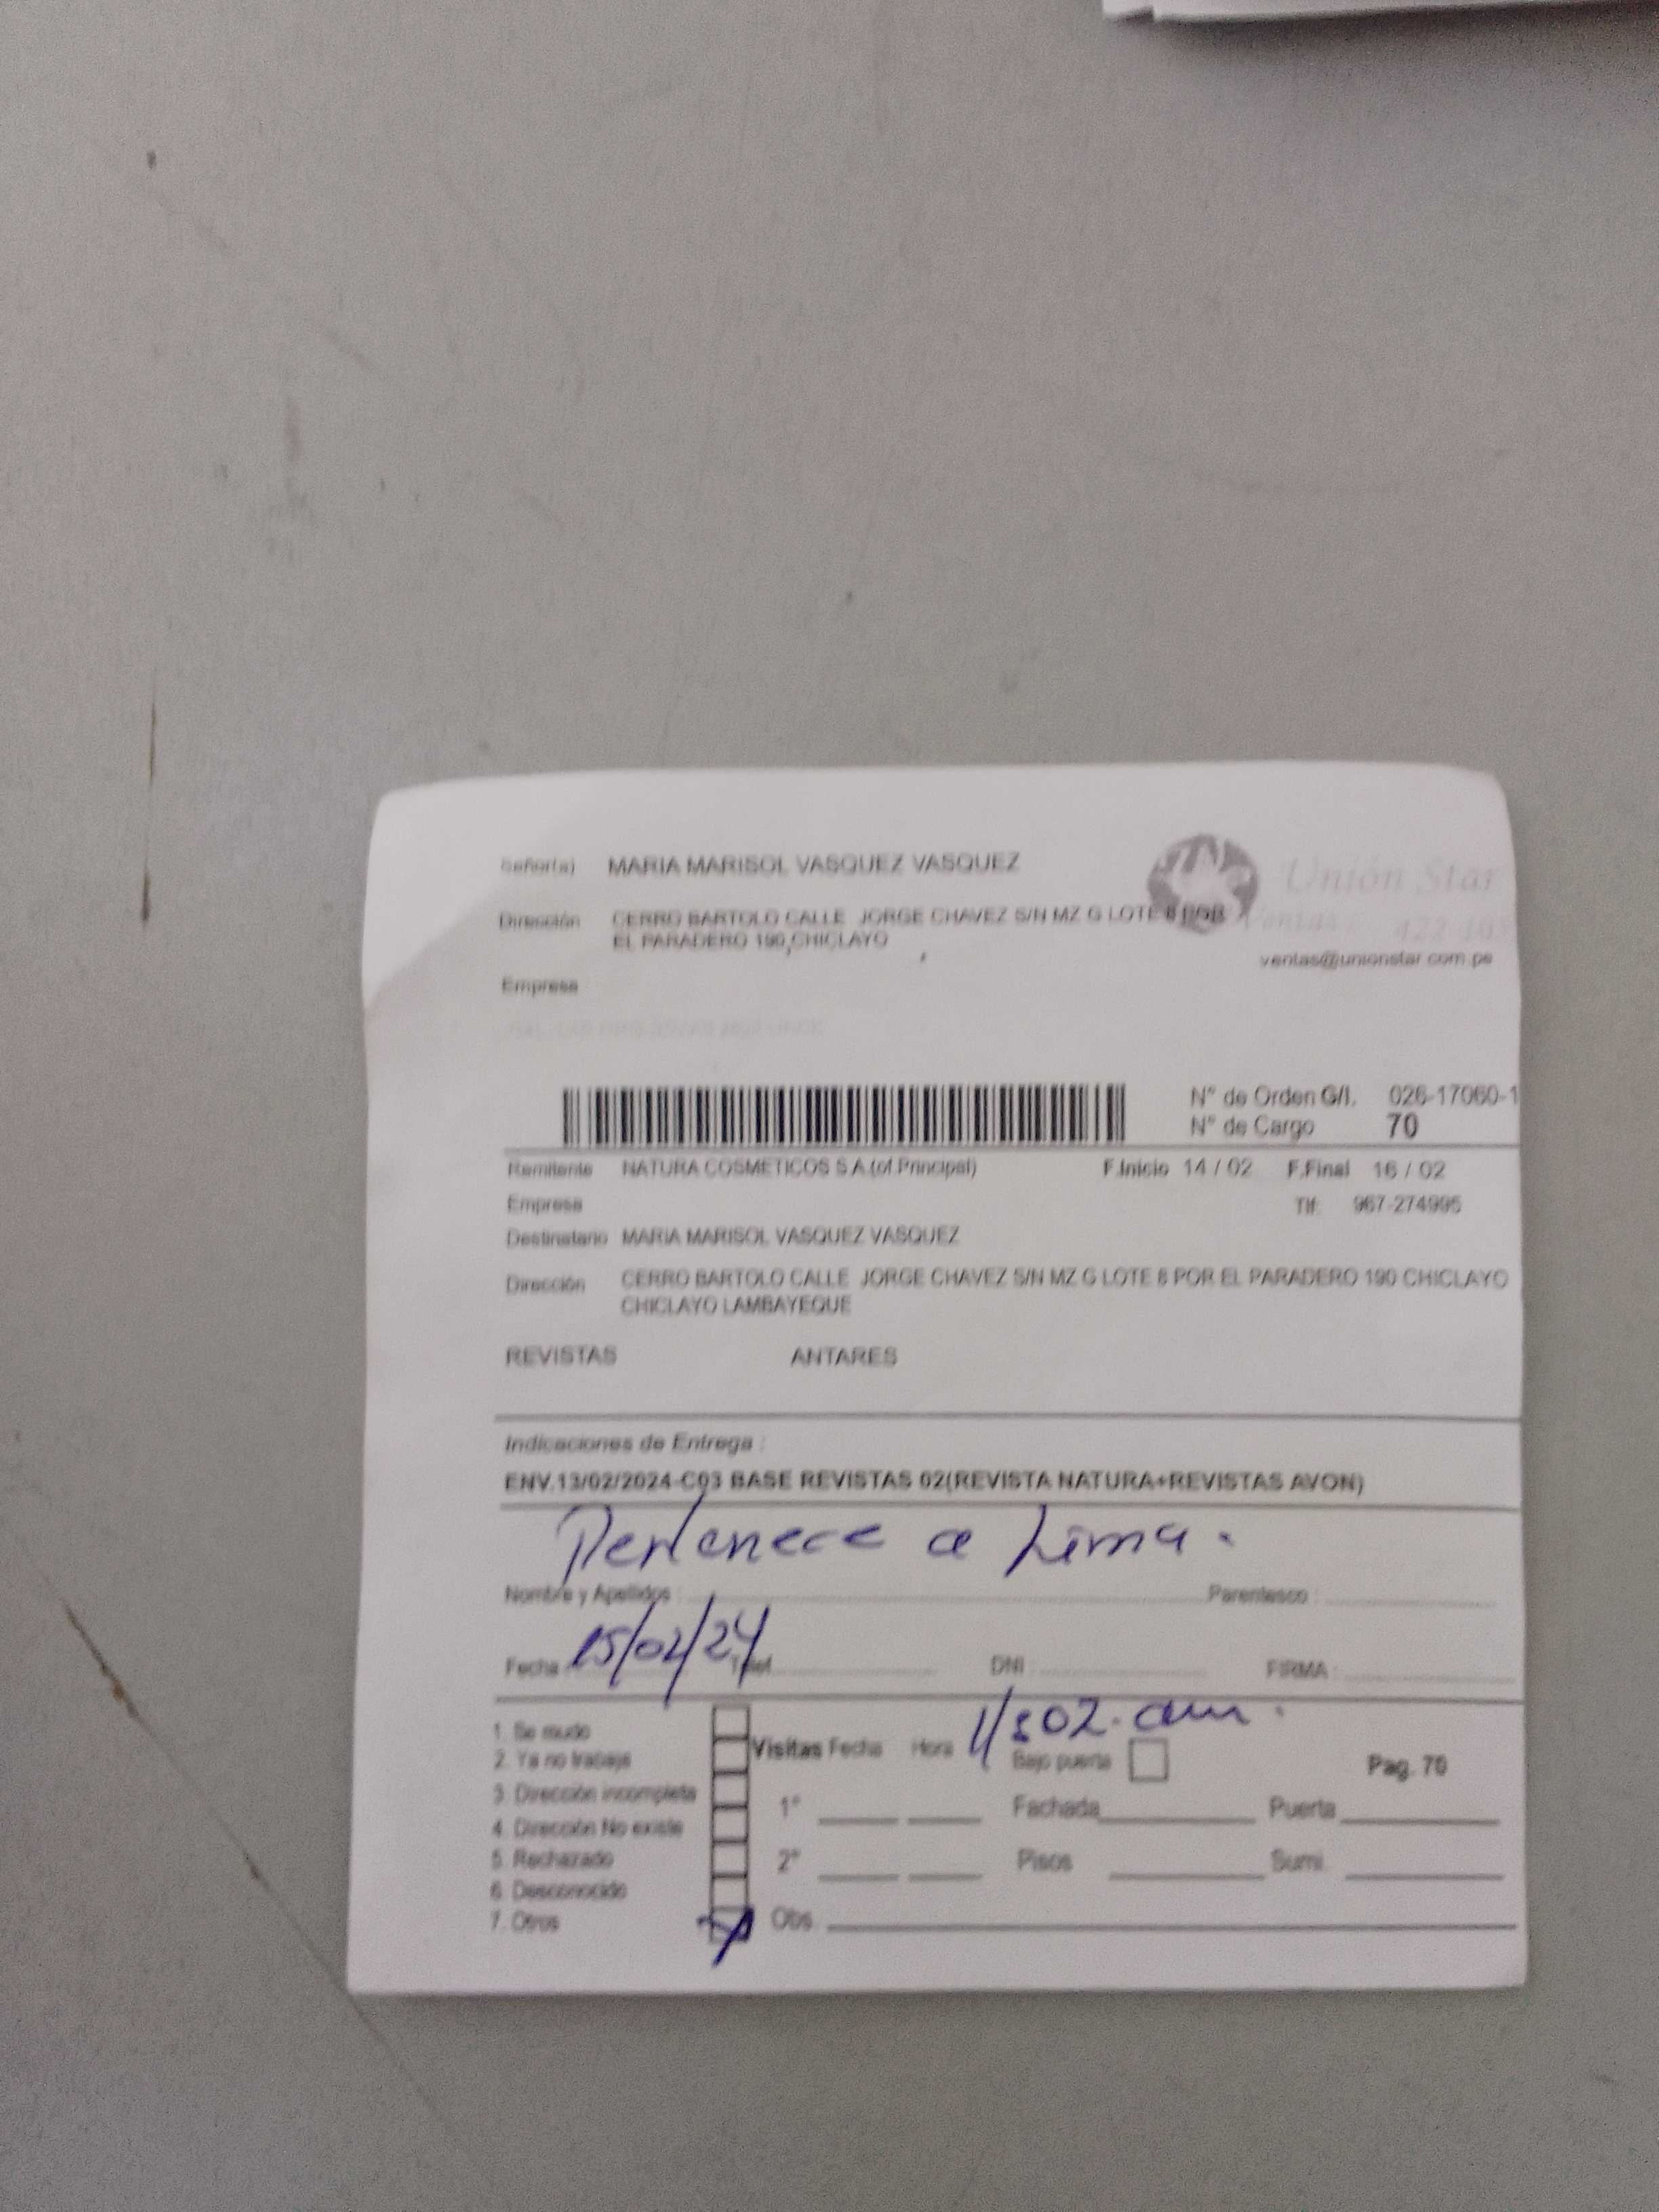 Señor(a) MARIA MARISOL VASQUEZ VASQUEZ
Unión Star
Dirección CERRO BARTOLO CALLE JORGE CHAVEZ S/N MZ G LOTE 8 POR
EL PARADERO 190,CHICLAYO
Ventas
ventas@unionstar.com.pe
Empresa
N° de Orden G/I. 026-17060-1
N° de Cargo 70
Remitente NATURA COSMETICOS S A (of.Principal) F.Inicio 14 / 02 F.Final 16 / 02
Empresa Tlf: 967-274995
Destinatario MARIA MARISOL VASQUEZ VASQUEZ
Dirección CERRO BARTOLO CALLE JORGE CHAVEZ S/N MZ G LOTE 8 POR EL PARADERO 190 CHICLAYO
CHICLAYO LAMBAYEQUE
REVISTAS ANTARES
Indicaciones de Entrega :
ENV.13/02/2024-C03 BASE REVISTAS 02(REVISTA NATURA+REVISTAS AVON)
Pertenece a Lima.
Nombre y Apellidos : Parentesco :
Fecha : 15/02/24 Telef. DNI : FIRMA :
11:02 am.
1. Se mudo
Visitas Fecha Hora Bajo puerta Pag. 70
2. Ya no trabaja
3. Dirección incompleta
1° Fachada Puerta
4. Dirección No existe
5. Rechazado
2° Pisos Sumi.
6. Desconocido
7. Otros Obs.